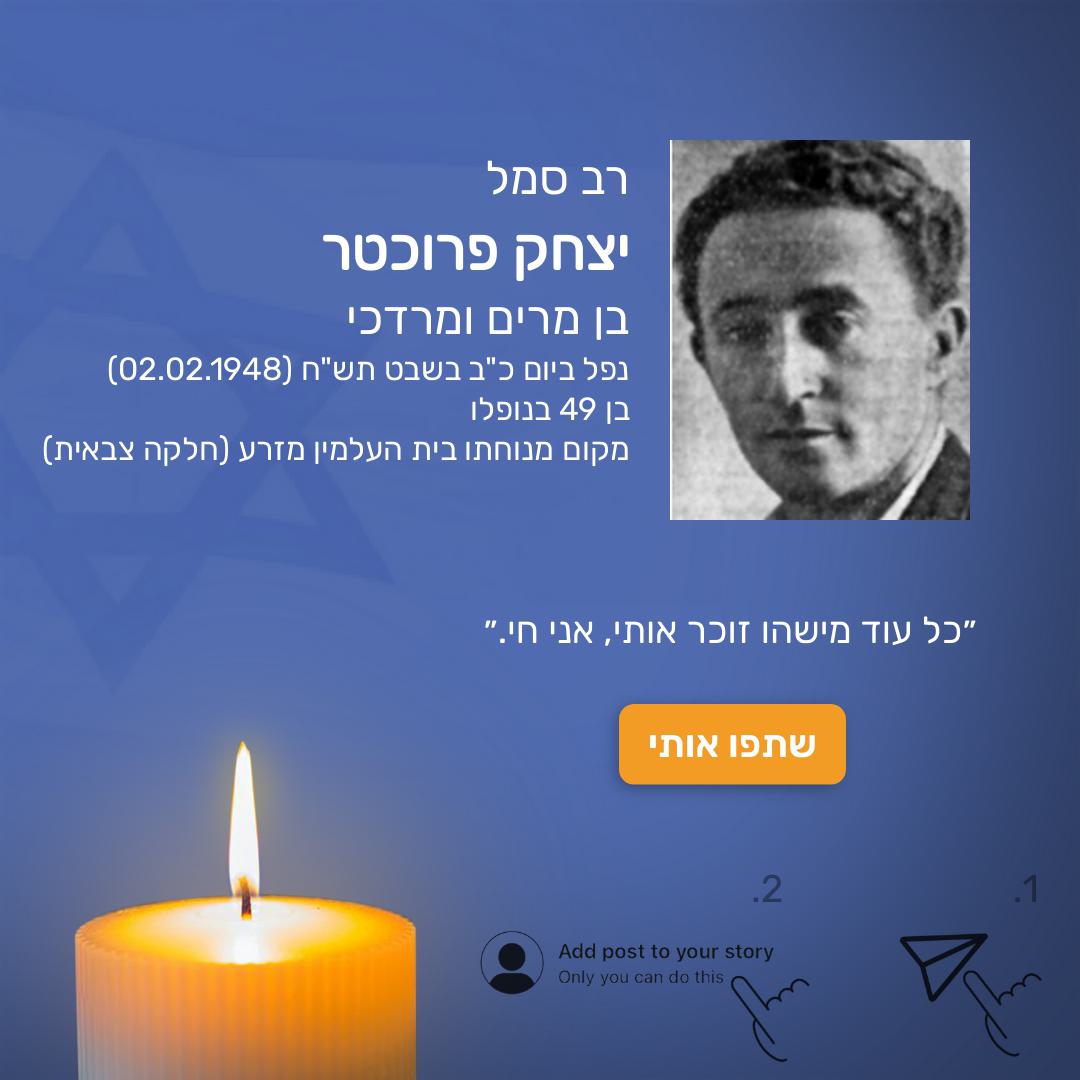 רב סמל
יצחק פרוכטר
בן מרים ומרדכי
נפל ביום כ"ב בשבט תש"ח (02.02.1948)
בן 49 בנופלו
מקום מנוחתו בית העלמין מזרע (חלקה צבאית)
״כל עוד מישהו זוכר אותי, אני חי.״
שתפו אותי
1.
2.
Add post to your story
Only you can do this